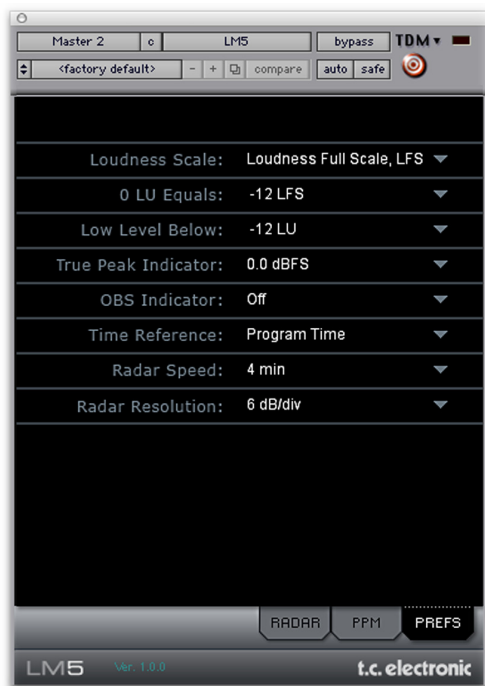 Master 2 c LM5 bypass TDM
<factory default> - + compare auto safe
Loudness Scale: Loudness Full Scale, LFS
0 LU Equals: -12 LFS
Low Level Below: -12 LU
True Peak Indicator: 0.0 dBFS
OBS Indicator: Off
Time Reference: Program Time
Radar Speed: 4 min
Radar Resolution: 6 dB/div
RADAR PPM PREFS
LM5 Ver. 1.0.0 t.c. electronic